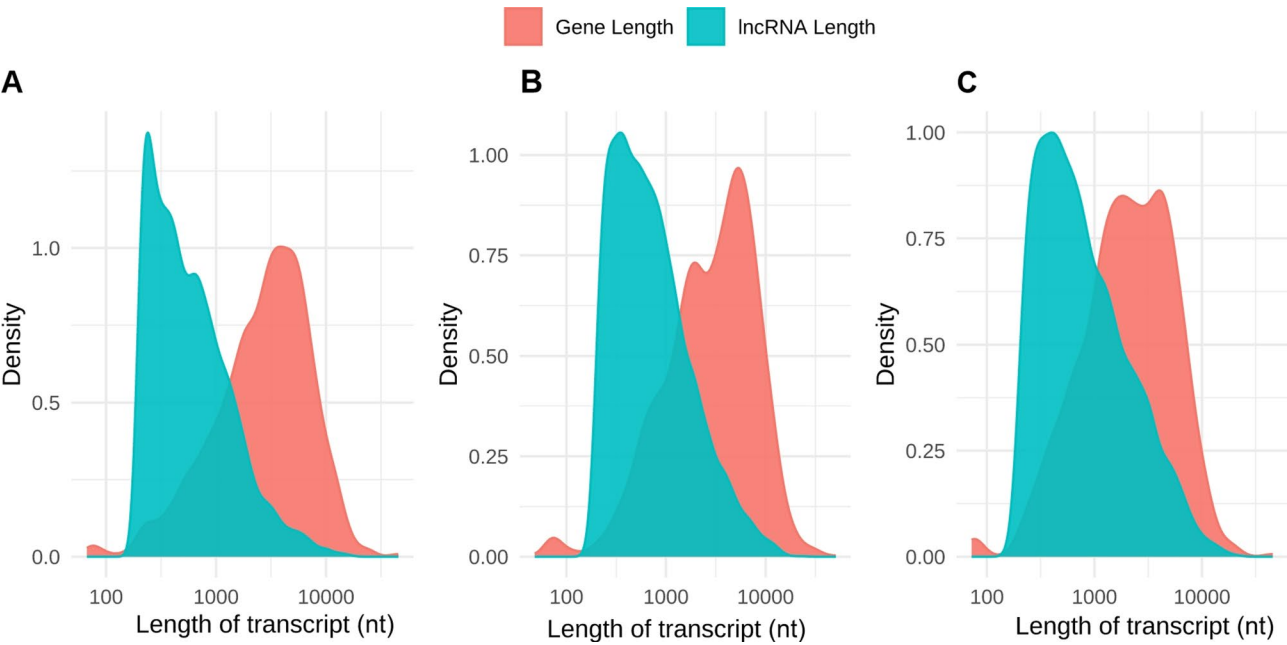 Gene Length lncRNA Length
A
B
C
Density
1.0
0.5
0.0
100 1000 10000
Length of transcript (nt)
Density
1.00
0.75
0.50
0.25
0.00
100 1000 10000
Length of transcript (nt)
Density
1.00
0.75
0.50
0.25
0.00
100 1000 10000
Length of transcript (nt)